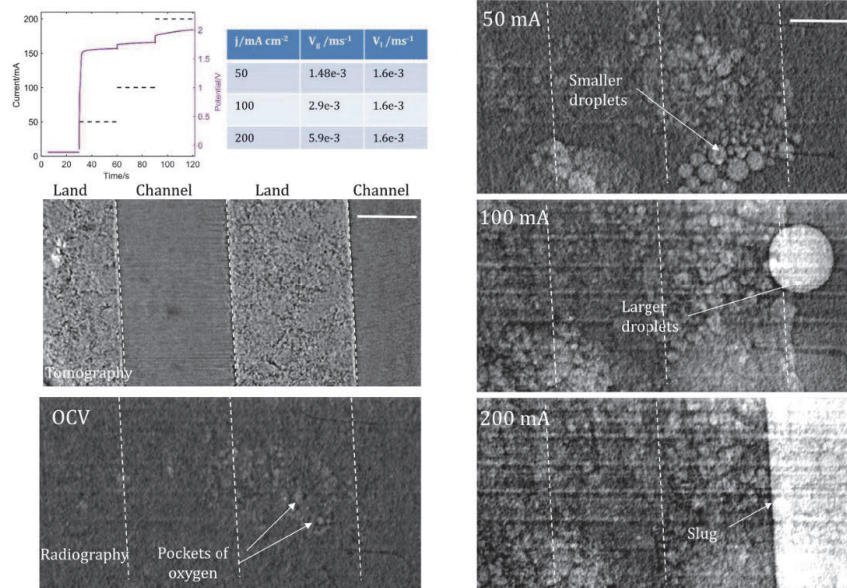 200
150
100
50
0
Current/mA
2
1.5
1
0.5
0
Potential/V
0 20 40 60 80 100 120
Time/s
j/mA cm-2 Vg /ms-1 Vl /ms-1
50 1.48e-3 1.6e-3
100 2.9e-3 1.6e-3
200 5.9e-3 1.6e-3
Land Channel Land Channel
Tomography
OCV
Radiography
Pockets of
oxygen
50 mA
Smaller
droplets
100 mA
Larger
droplets
200 mA
Slug